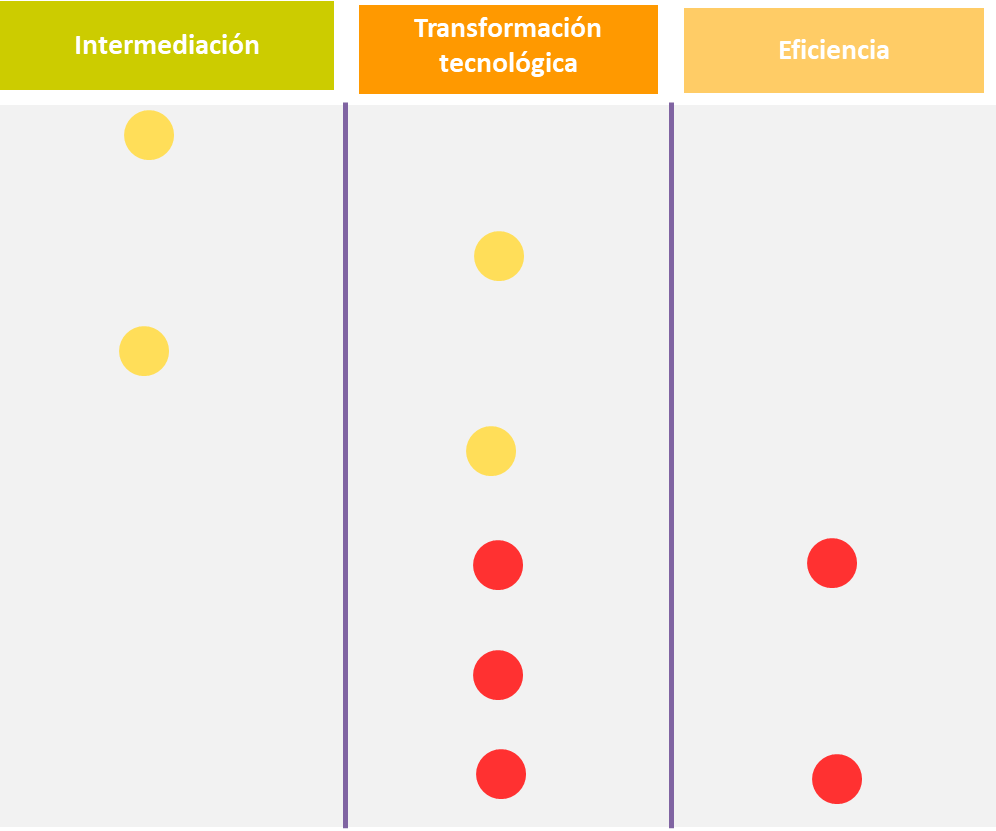 Intermediación
Transformación
tecnológica
Eficiencia